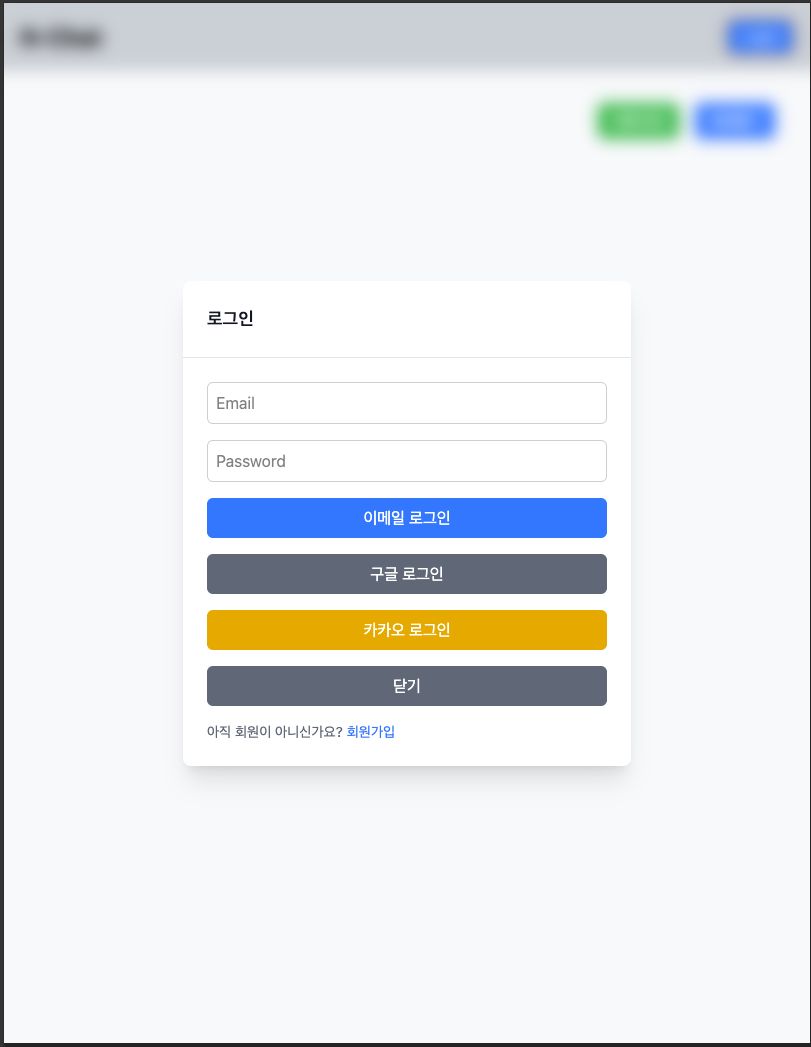 로그인
Email
Password
이메일 로그인
구글 로그인
카카오 로그인
닫기
아직 회원이 아니신가요? 회원가입